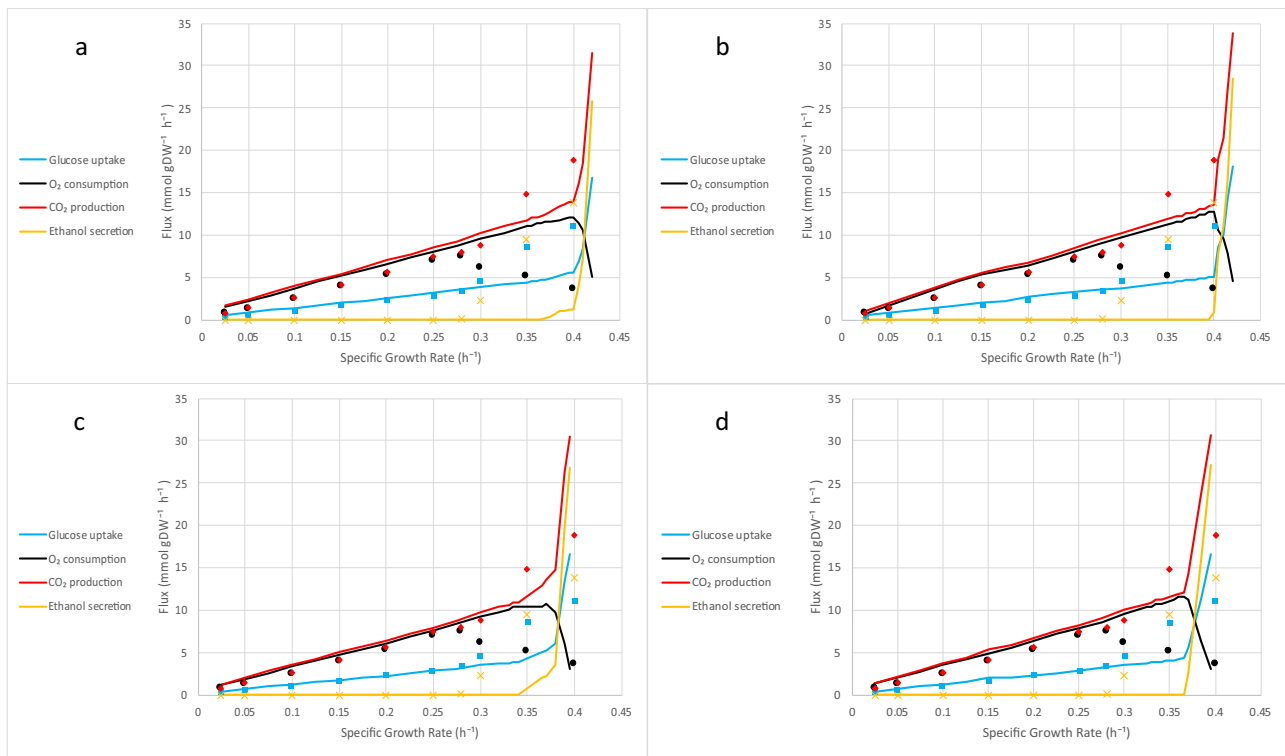 a
35
30
25
20
15
10
5
0
Flux (mmol gDW⁻¹ h⁻¹ )
0 0.05 0.1 0.15 0.2 0.25 0.3 0.35 0.4 0.45
Specific Growth Rate (h⁻¹)
Glucose uptake
O₂ consumption
CO₂ production
Ethanol secretion
b
35
30
25
20
15
10
5
0
Flux (mmol gDW⁻¹ h⁻¹ )
0 0.05 0.1 0.15 0.2 0.25 0.3 0.35 0.4 0.45
Specific Growth Rate (h⁻¹)
Glucose uptake
O₂ consumption
CO₂ production
Ethanol secretion
c
35
30
25
20
15
10
5
0
Flux (mmol gDW⁻¹ h⁻¹ )
0 0.05 0.1 0.15 0.2 0.25 0.3 0.35 0.4 0.45
Specific Growth Rate (h⁻¹)
Glucose uptake
O₂ consumption
CO₂ production
Ethanol secretion
d
35
30
25
20
15
10
5
0
Flux (mmol gDW⁻¹ h⁻¹ )
0 0.05 0.1 0.15 0.2 0.25 0.3 0.35 0.4 0.45
Specific Growth Rate (h⁻¹)
Glucose uptake
O₂ consumption
CO₂ production
Ethanol secretion